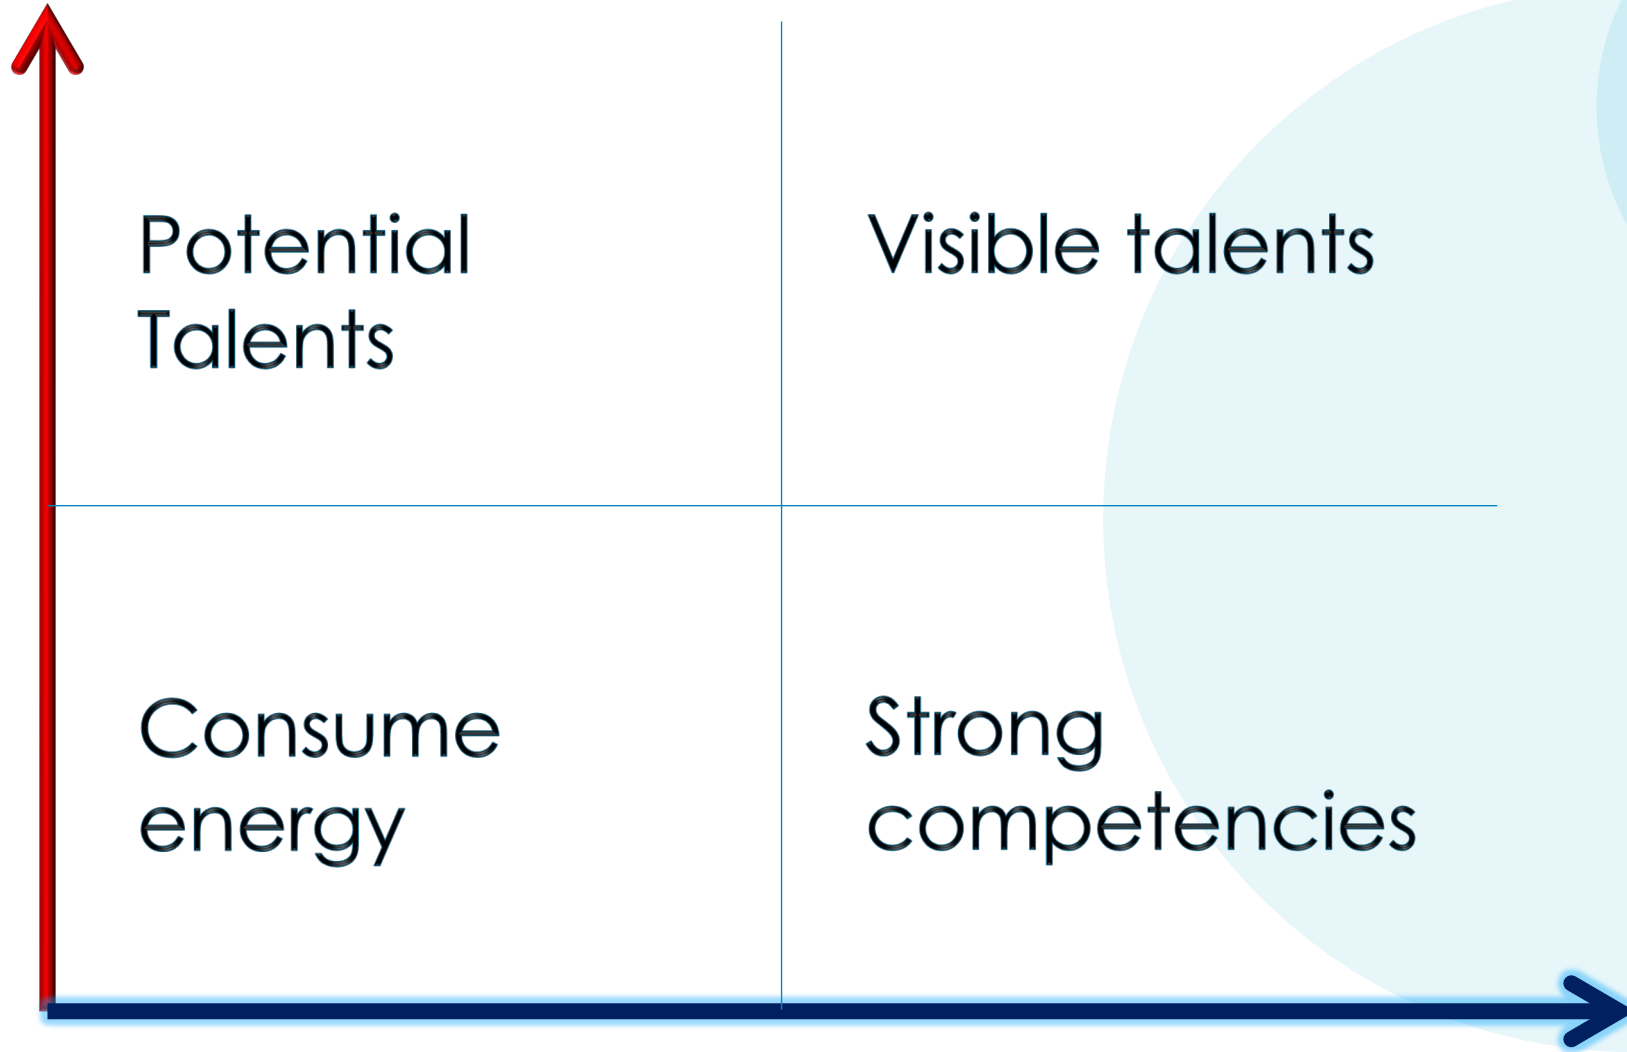 Potential
Talents
Visible talents
Consume
energy
Strong
competencies